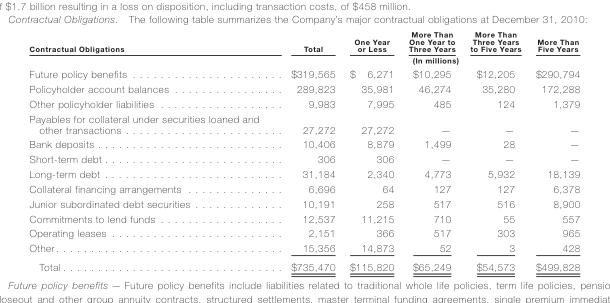 f $1.7 billion resulting in a loss on disposition, including transaction costs, of $458 million.
Contractual Obligations. The following table summarizes the Company's major contractual obligations at December 31, 2010:
Contractual Obligations Total One Year or Less More Than One Year to Three Years More Than Three Years to Five Years More Than Five Years
(In millions)
Future policy benefits . . . . . . . . . . . . . . . . . . . . . . $319,565 $ 6,271 $10,295 $12,205 $290,794
Policyholder account balances . . . . . . . . . . . . . . . . 289,823 35,981 46,274 35,280 172,288
Other policyholder liabilities . . . . . . . . . . . . . . . . . . 9,983 7,995 485 124 1,379
Payables for collateral under securities loaned and
other transactions . . . . . . . . . . . . . . . . . . . . . . . 27,272 27,272 — — —
Bank deposits . . . . . . . . . . . . . . . . . . . . . . . . . . . 10,406 8,879 1,499 28 —
Short-term debt . . . . . . . . . . . . . . . . . . . . . . . . . . 306 306 — — —
Long-term debt . . . . . . . . . . . . . . . . . . . . . . . . . . 31,184 2,340 4,773 5,932 18,139
Collateral financing arrangements . . . . . . . . . . . . . 6,696 64 127 127 6,378
Junior subordinated debt securities . . . . . . . . . . . . 10,191 258 517 516 8,900
Commitments to lend funds . . . . . . . . . . . . . . . . . 12,537 11,215 710 55 557
Operating leases . . . . . . . . . . . . . . . . . . . . . . . . . 2,151 366 517 303 965
Other . . . . . . . . . . . . . . . . . . . . . . . . . . . . . . . . . 15,356 14,873 52 3 428
Total . . . . . . . . . . . . . . . . . . . . . . . . . . . . . . . . $735,470 $115,820 $65,249 $54,573 $499,828
Future policy benefits — Future policy benefits include liabilities related to traditional whole life policies, term life policies, pensio
loseout and other group annuity contracts, structured settlements, master terminal funding agreements, single premium immediat